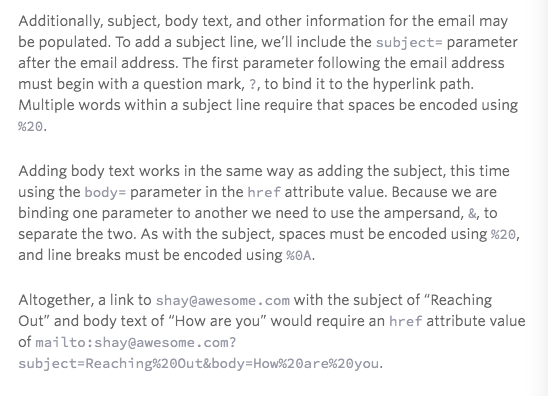 Additionally, subject, body text, and other information for the email may
be populated. To add a subject line, we’ll include the subject= parameter
after the email address. The first parameter following the email address
must begin with a question mark, ?, to bind it to the hyperlink path.
Multiple words within a subject line require that spaces be encoded using
%20.
Adding body text works in the same way as adding the subject, this time
using the body= parameter in the href attribute value. Because we are
binding one parameter to another we need to use the ampersand, &, to
separate the two. As with the subject, spaces must be encoded using %20,
and line breaks must be encoded using %0A.
Altogether, a link to shay@awesome.com with the subject of “Reaching
Out” and body text of “How are you” would require an href attribute value
of mailto:shay@awesome.com?
subject=Reaching%20Out&body=How%20are%20you.